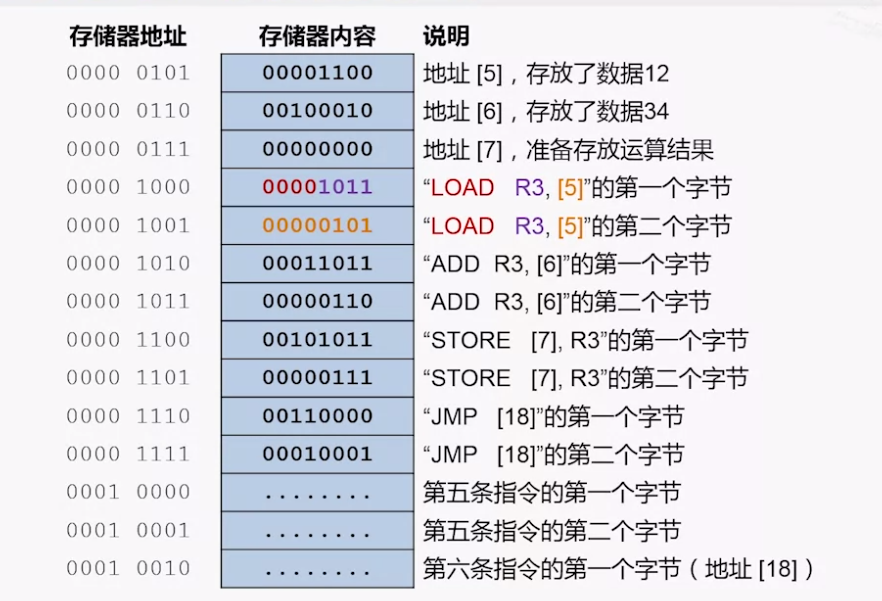 存储器地址 存储器内容 说明
0000 0101 00001100 地址 [5]，存放了数据12
0000 0110 00100010 地址 [6]，存放了数据34
0000 0111 00000000 地址 [7]，准备存放运算结果
0000 1000 00001011 “LOAD R3, [5]”的第一个字节
0000 1001 00000101 “LOAD R3, [5]”的第二个字节
0000 1010 00011011 “ADD R3, [6]”的第一个字节
0000 1011 00000110 “ADD R3, [6]”的第二个字节
0000 1100 00101011 “STORE [7], R3”的第一个字节
0000 1101 00000111 “STORE [7], R3”的第二个字节
0000 1110 00110000 “JMP [18]”的第一个字节
0000 1111 00010001 “JMP [18]”的第二个字节
0001 0000 ........ 第五条指令的第一个字节
0001 0001 ........ 第五条指令的第二个字节
0001 0010 ........ 第六条指令的第一个字节（地址 [18]）